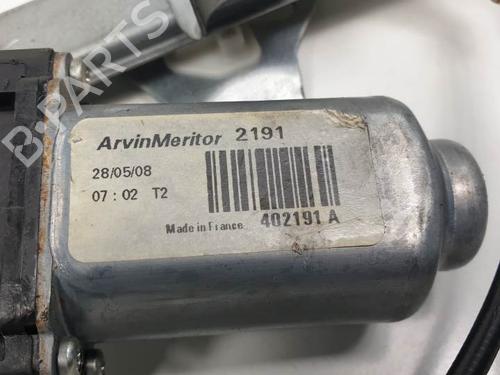 ArvinMeritor 2191
28/05/08
07 : 02 T2
Made in France 402191 A
B-PARTS